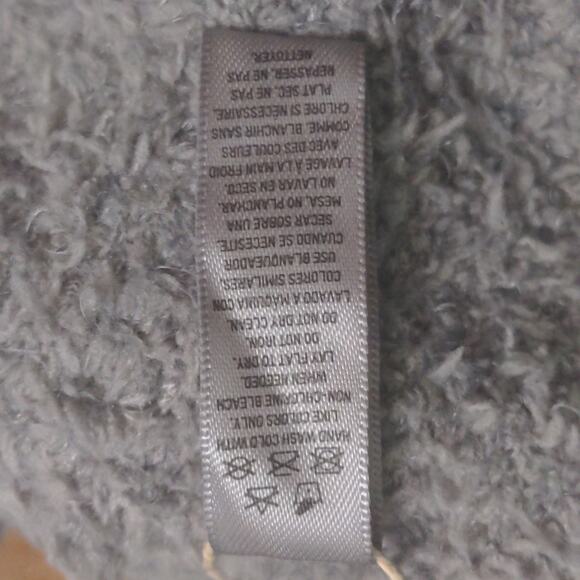 HAND WASH COLD WITH
LIKE COLORS ONLY.
NON-CHLORINE BLEACH
WHEN NEEDED.
LAY FLAT TO DRY.
DO NOT IRON.
DO NOT DRY CLEAN.
LAVADO A MAQUINA CON
COLORES SIMILARES.
USE BLANQUEADOR
CUANDO SE NECESITE.
SECAR SOBRE UNA
MESA. NO PLANCHAR.
NO LAVAR EN SECO.
LAVAGE À LA MAIN FROID
AVEC DES COULEURS
COMME. BLANCHIR SANS
CHLORE SI NECESSAIRE.
PLAT SEC. NE PAS
REPASSER. NE PAS
NETTOYER.